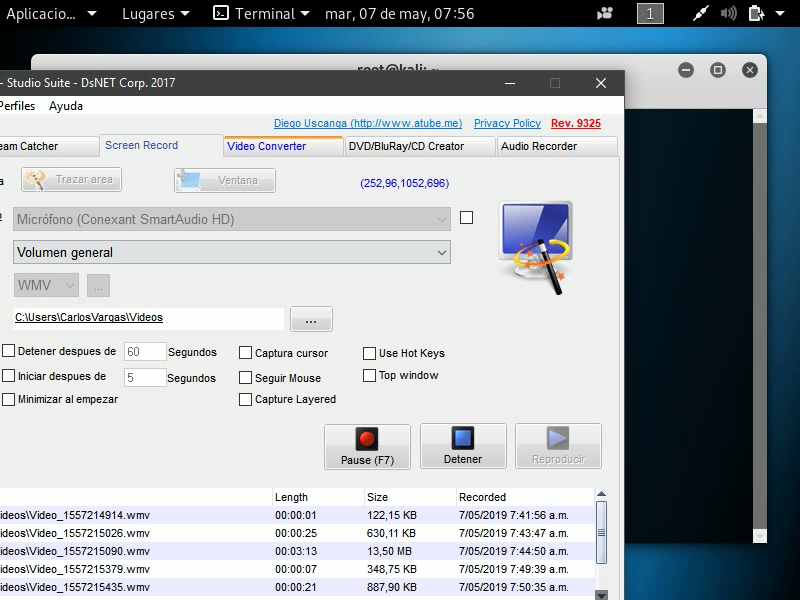 Aplicacio... Lugares Terminal mar, 07 de may, 07:56 1
root@kali: ~
- Studio Suite - DsNET Corp. 2017
Perfiles Ayuda
Diego Uscanga (http://www.atube.me) Privacy Policy Rev. 9325
eam Catcher Screen Record Video Converter DVD/BluRay/CD Creator Audio Recorder
a Trazar area Ventana (252,96,1052,696)
o Micrófono (Conexant SmartAudio HD)
Volumen general
WMV ...
C:\Users\CarlosVargas\Videos ...
Detener despues de 60 Segundos Captura cursor Use Hot Keys
Iniciar despues de 5 Segundos Seguir Mouse Top window
Minimizar al empezar Capture Layered
Pause (F7) Detener Reproducir
Length Size Recorded
ideos\Video_1557214914.wmv 00:00:01 122,15 KB 7/05/2019 7:41:56 a.m.
ideos\Video_1557215026.wmv 00:00:25 630,11 KB 7/05/2019 7:43:47 a.m.
ideos\Video_1557215090.wmv 00:03:13 13,50 MB 7/05/2019 7:44:50 a.m.
ideos\Video_1557215379.wmv 00:00:07 348,75 KB 7/05/2019 7:49:39 a.m.
ideos\Video_1557215435.wmv 00:00:21 887,90 KB 7/05/2019 7:50:35 a.m.